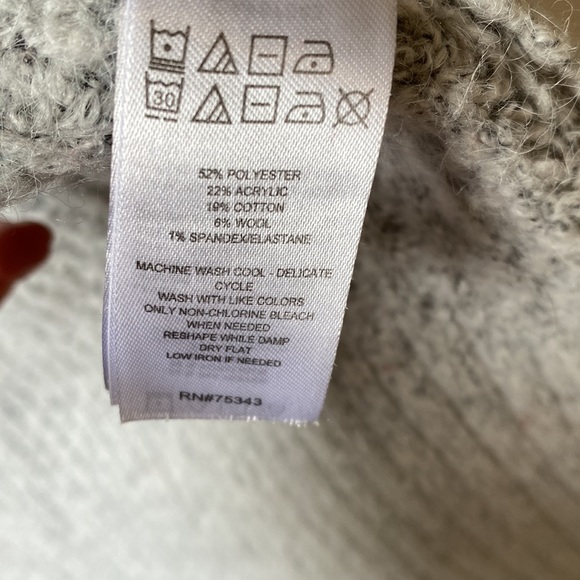 30
52% POLYESTER
22% ACRYLIC
19% COTTON
6% WOOL
1% SPANDEX/ELASTANE
MACHINE WASH COOL - DELICATE
CYCLE
WASH WITH LIKE COLORS
ONLY NON-CHLORINE BLEACH
WHEN NEEDED
RESHAPE WHILE DAMP
DRY FLAT
LOW IRON IF NEEDED
RN#75343